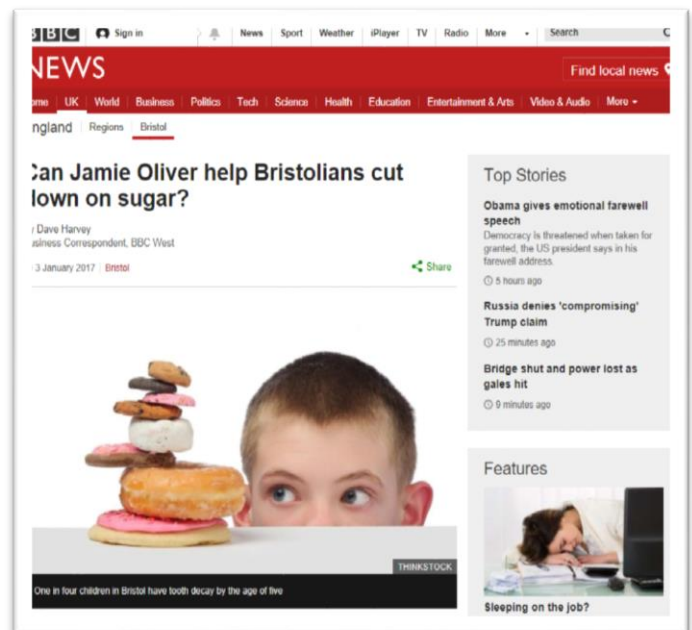 BBC Sign in News Sport Weather iPlayer TV Radio More Search
NEWS
Find local news
UK World Business Politics Tech Science Health Education Entertainment & Arts Video & Audio More
Regions Bristol
Jamie Oliver help Bristolians cut
on sugar?
Dave Harvey
Correspondent, BBC West
3 January 2017 Bristol
Share
THINKSTOCK
One in four children in Bristol have tooth decay by the age of five
Top Stories
Obama gives emotional farewell
speech
Democracy is threatened when taken for
granted, the US president says in his
farewell address.
5 hours ago
Russia denies 'compromising'
Trump claim
25 minutes ago
Bridge shut and power lost as
gales hit
9 minutes ago
Features
Sleeping on the job?